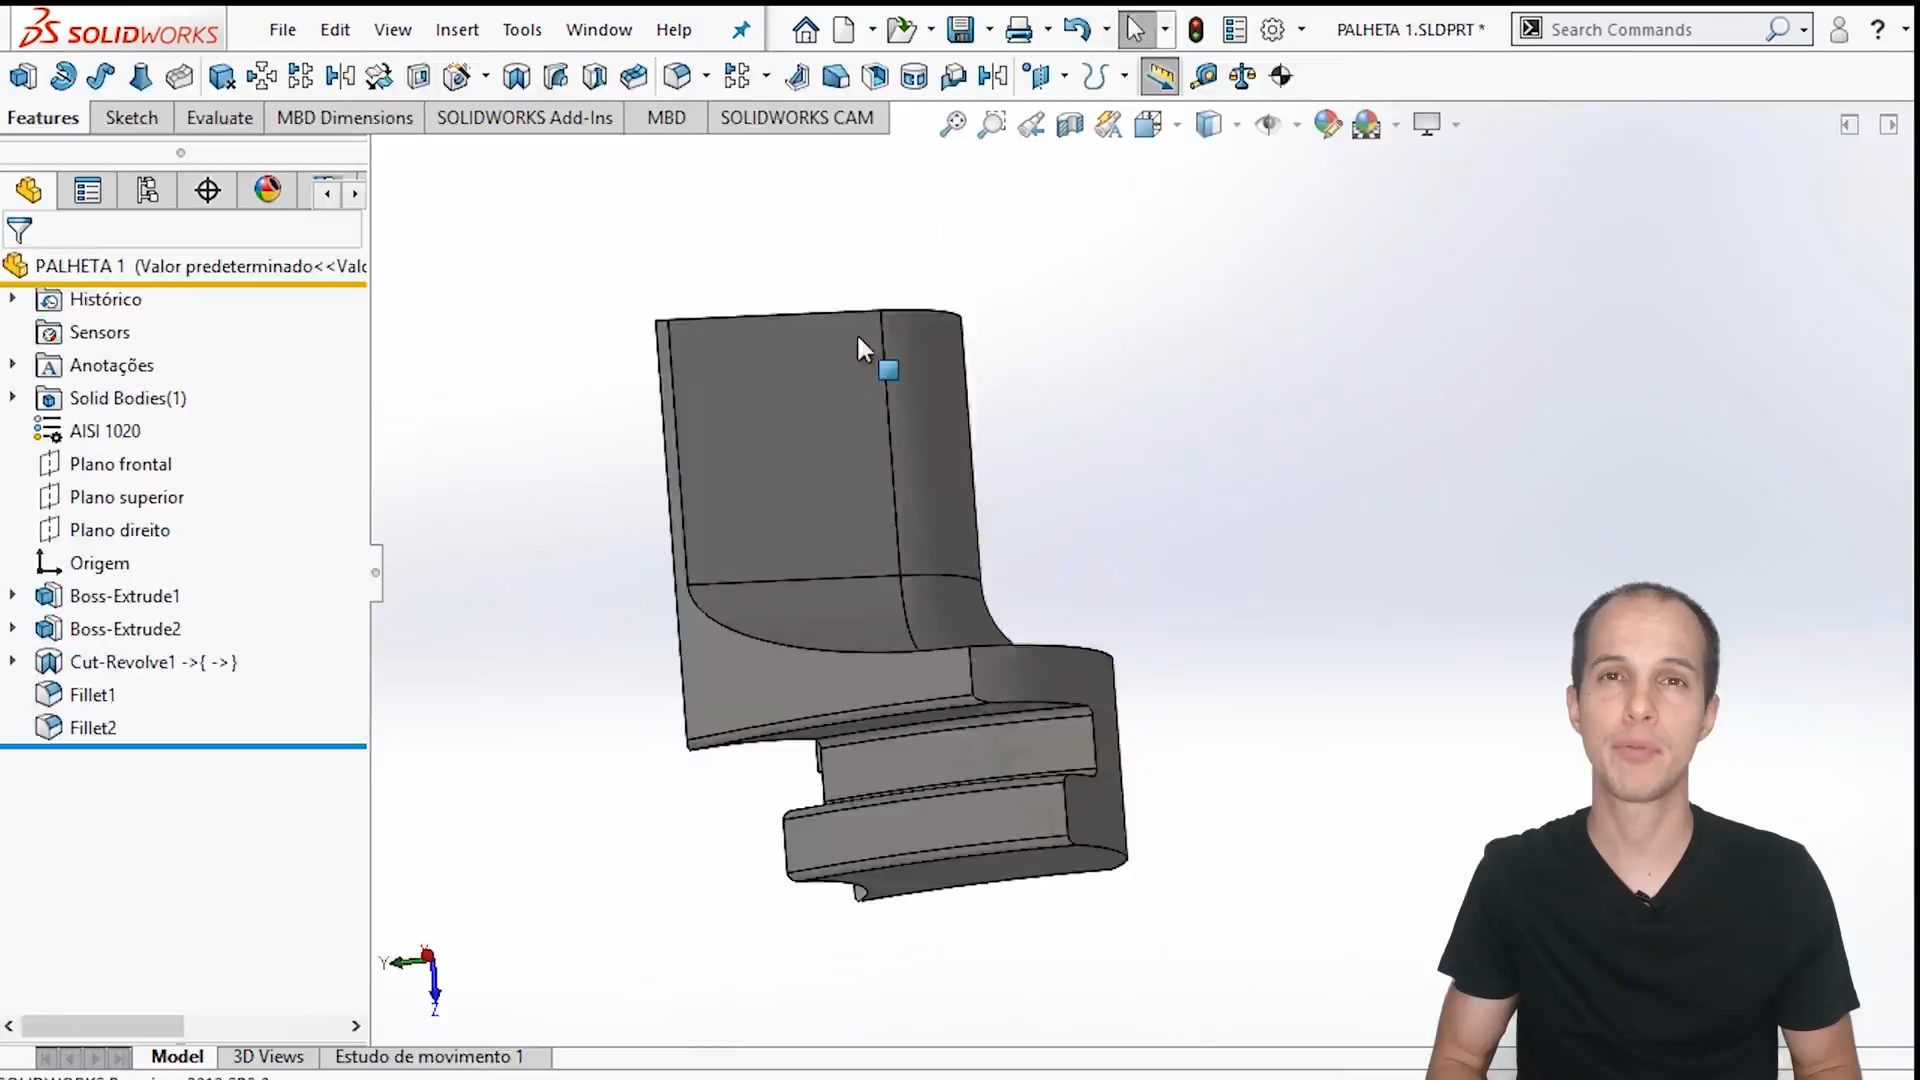 SOLIDWORKS
File Edit View Insert Tools Window Help
PALHETA 1.SLDPRT *
Search Commands
?
Features Sketch Evaluate MBD Dimensions SOLIDWORKS Add-Ins MBD SOLIDWORKS CAM
PALHETA 1 (Valor predeterminado<<Valo
Histórico
Sensors
Anotações
Solid Bodies(1)
AISI 1020
Plano frontal
Plano superior
Plano direito
Origem
Boss-Extrude1
Boss-Extrude2
Cut-Revolve1 ->{ ->}
Fillet1
Fillet2
Y
Z
Model 3D Views Estudo de movimento 1